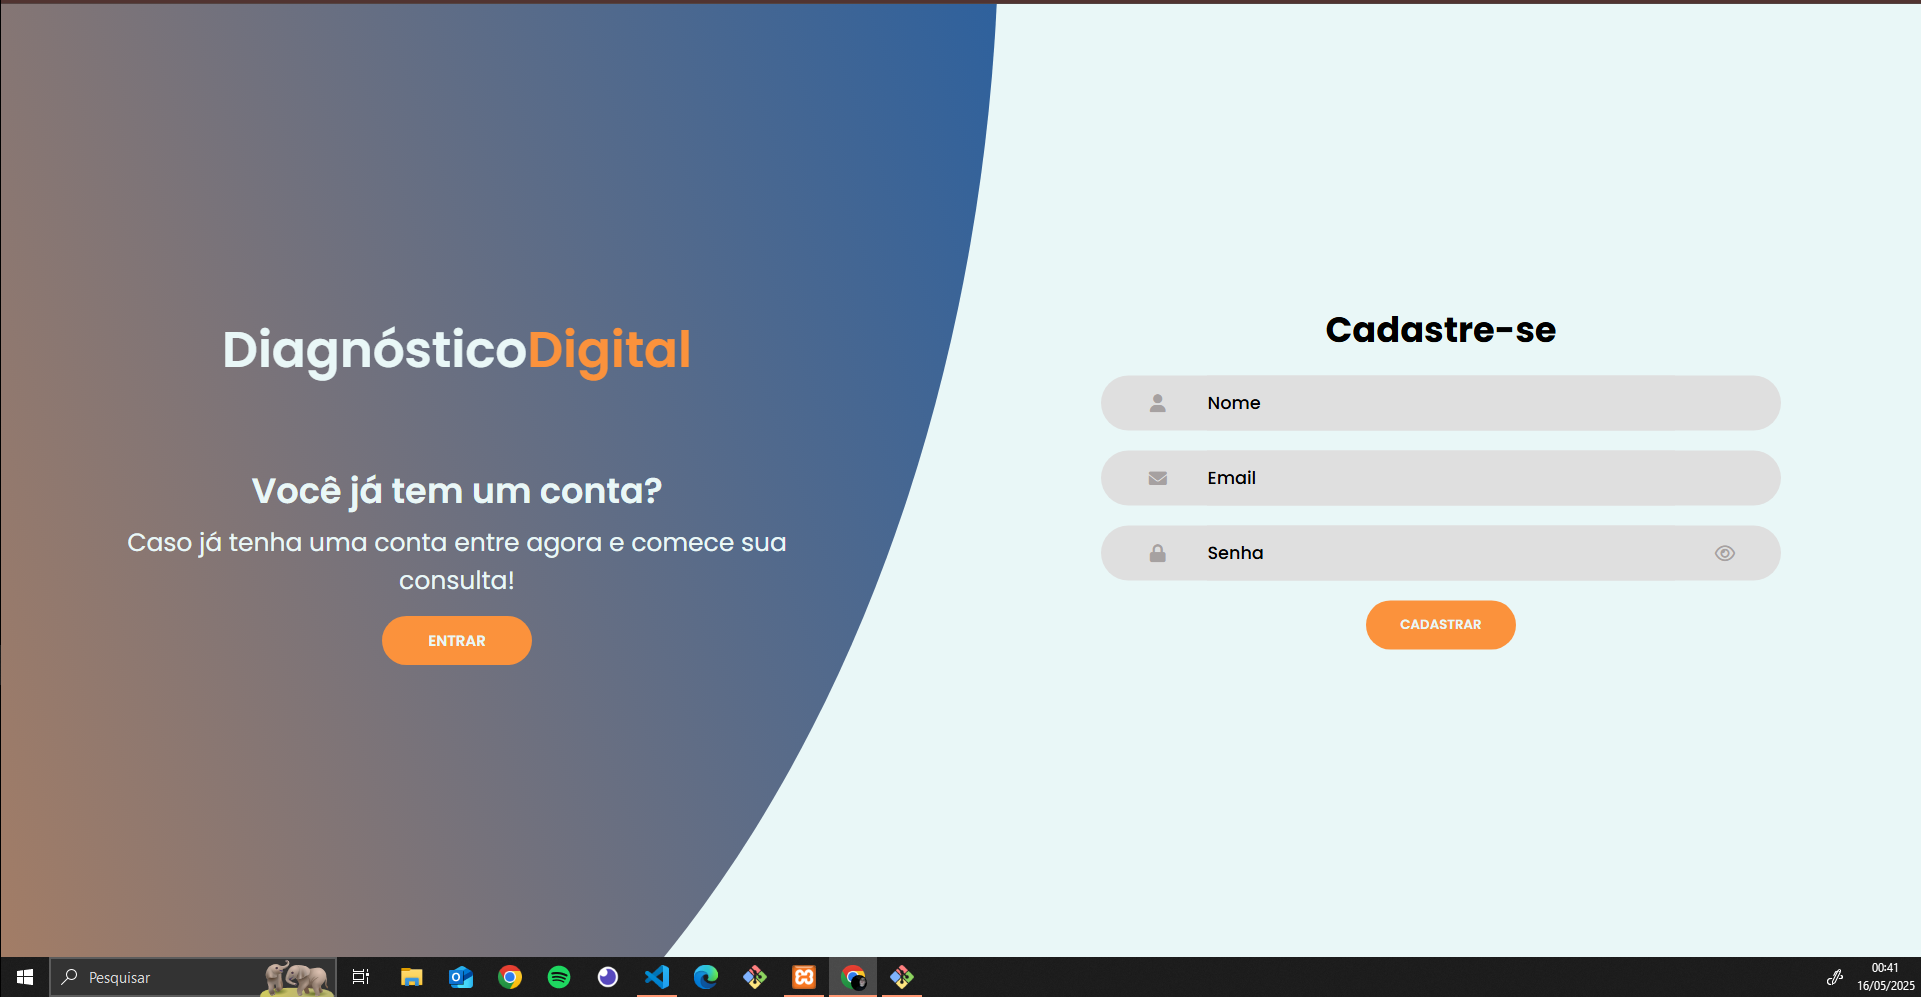 DiagnósticoDigital
Você já tem um conta?
Caso já tenha uma conta entre agora e comece sua
consulta!
ENTRAR
Cadastre-se
Nome
Email
Senha
CADASTRAR
Pesquisar
00:41
16/05/2025